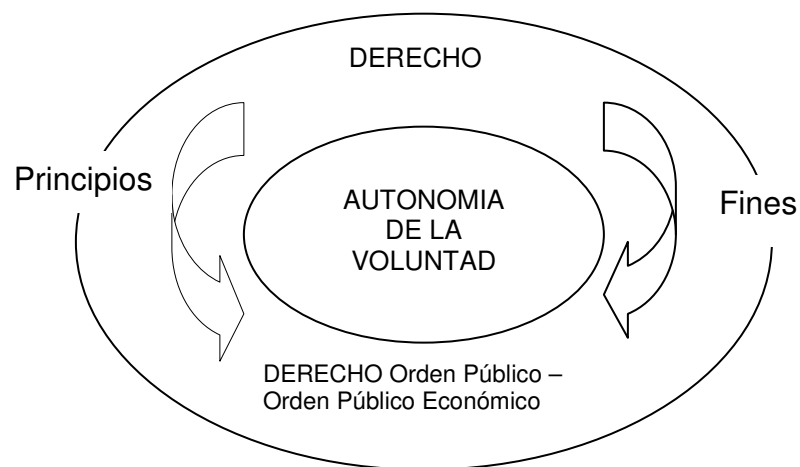 DERECHO
Principios
AUTONOMIA
DE LA
VOLUNTAD
Fines
DERECHO Orden Público –
Orden Público Económico